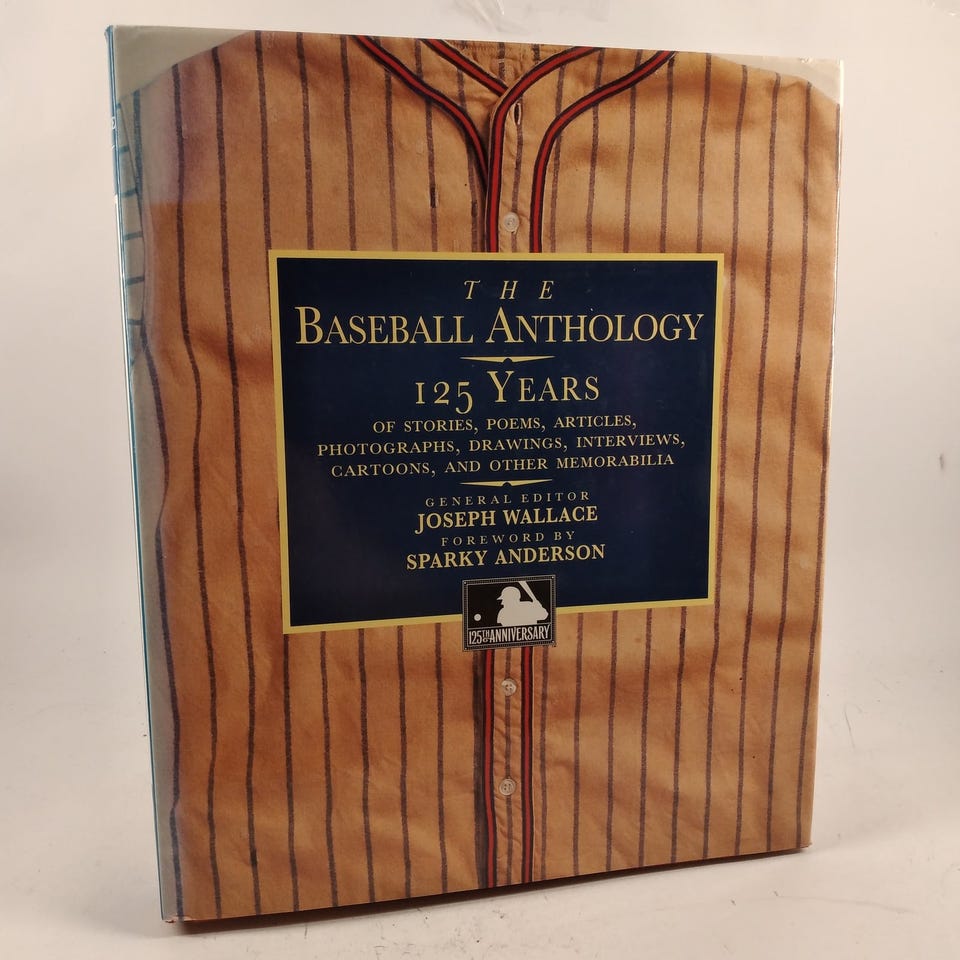 THE
BASEBALL ANTHOLOGY
125 YEARS
OF STORIES, POEMS, ARTICLES,
PHOTOGRAPHS, DRAWINGS, INTERVIEWS,
CARTOONS, AND OTHER MEMORABILIA
GENERAL EDITOR
JOSEPH WALLACE
FOREWORD BY
SPARKY ANDERSON
125TH ANNIVERSARY